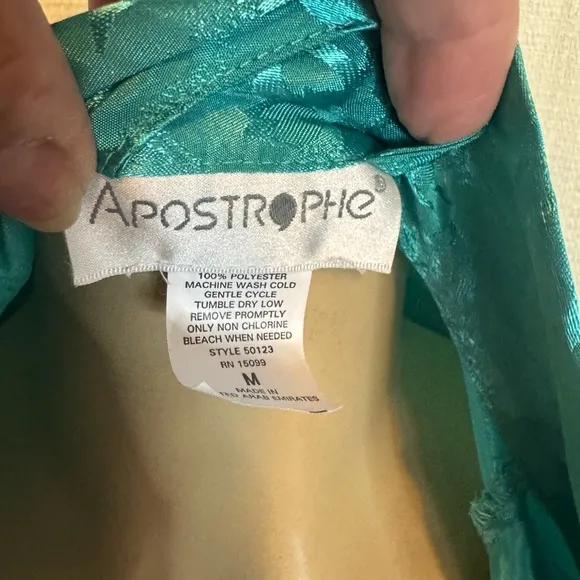 APOSTROPHE®
100% POLYESTER
MACHINE WASH COLD
GENTLE CYCLE
TUMBLE DRY LOW
REMOVE PROMPTLY
ONLY NON CHLORINE
BLEACH WHEN NEEDED
STYLE 50123
RN 15099
M
MADE IN
TED ARAB EMIRATES